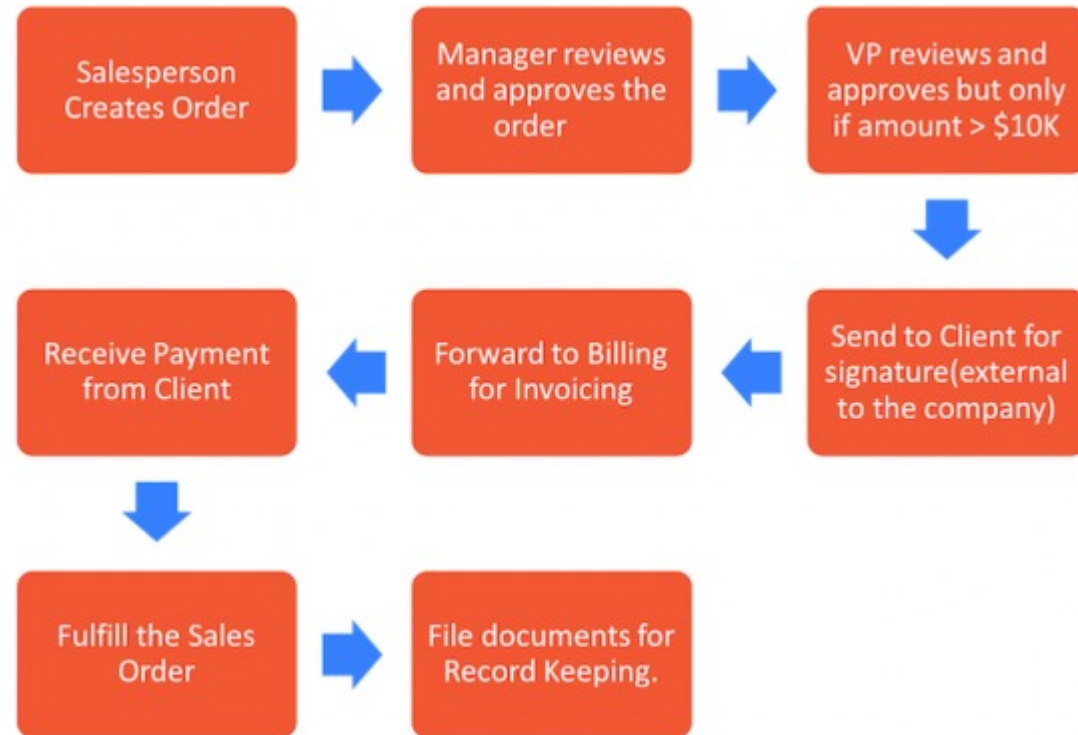 Salesperson
Creates Order
Manager reviews
and approves the
order
VP reviews and
approves but only
if amount > $10K
Send to Client for
signature(external
to the company)
Forward to Billing
for Invoicing
Receive Payment
from Client
Fulfill the Sales
Order
File documents for
Record Keeping.